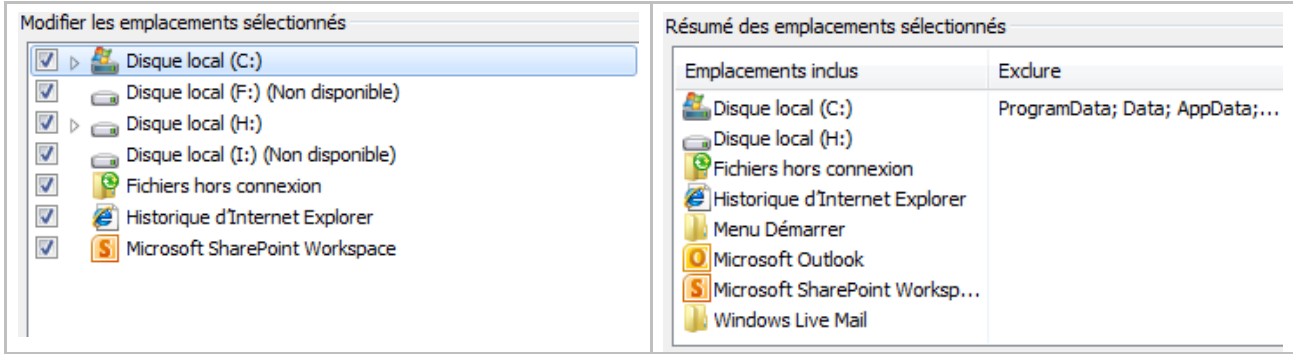 Modifier les emplacements sélectionnés
Disque local (C:)
Disque local (F:) (Non disponible)
Disque local (H:)
Disque local (I:) (Non disponible)
Fichiers hors connexion
Historique d'Internet Explorer
Microsoft SharePoint Workspace
Résumé des emplacements sélectionnés
Emplacements inclus Exclure
Disque local (C:) ProgramData; Data; AppData;...
Disque local (H:)
Fichiers hors connexion
Historique d'Internet Explorer
Menu Démarrer
Microsoft Outlook
Microsoft SharePoint Worksp...
Windows Live Mail